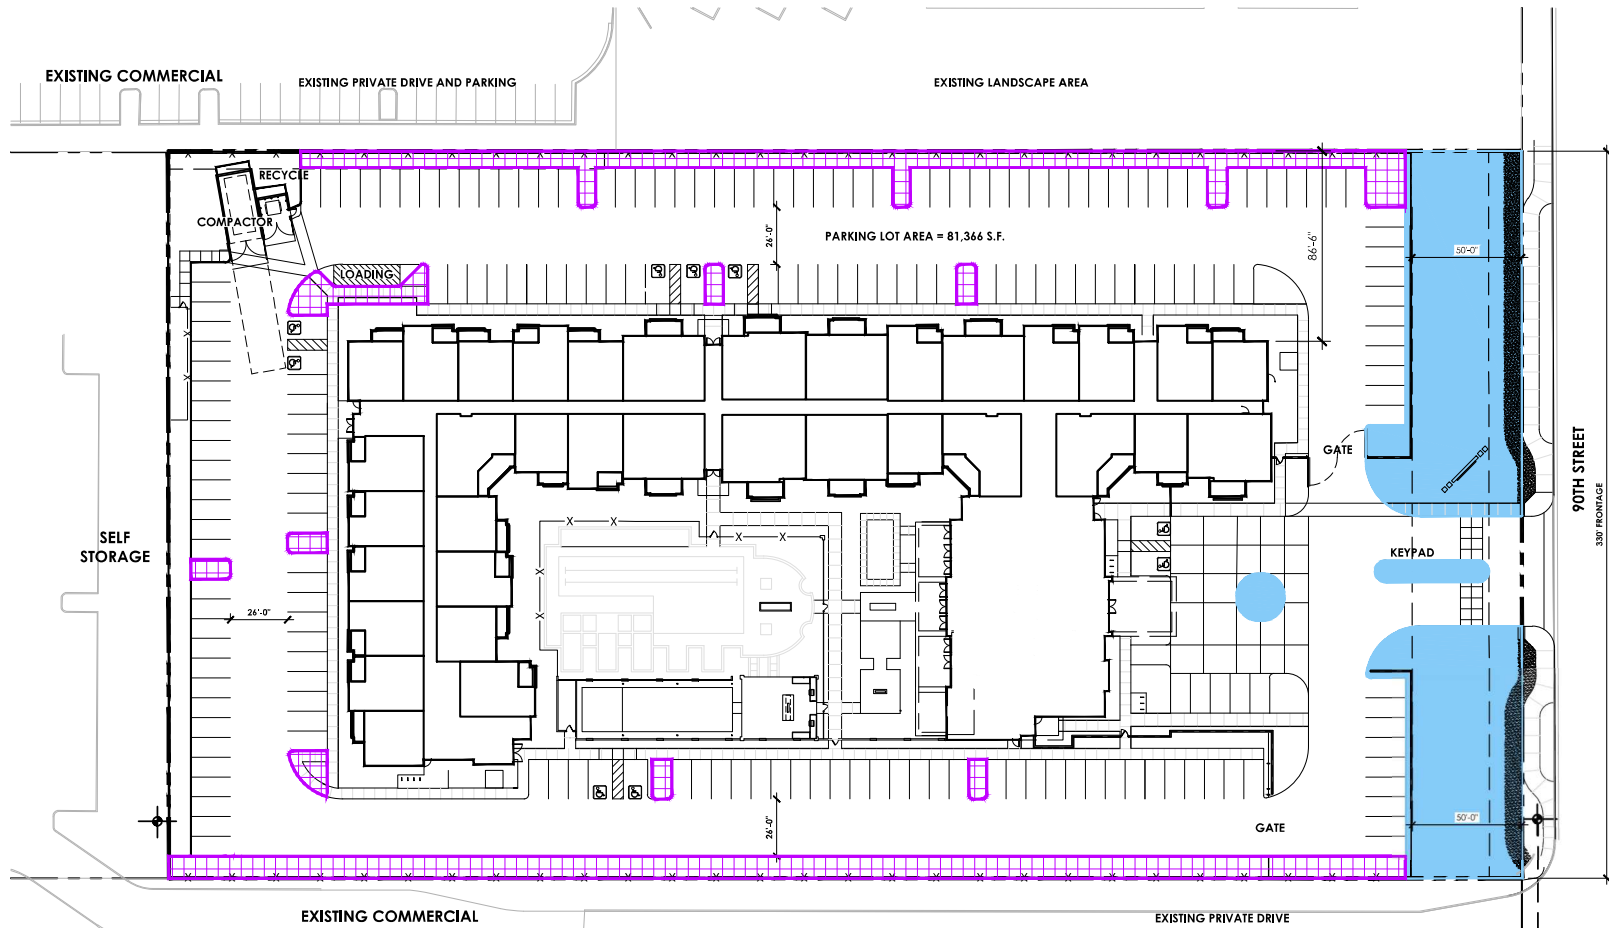 EXISTING COMMERCIAL
EXISTING PRIVATE DRIVE AND PARKING
EXISTING LANDSCAPE AREA
RECYCLE
COMPACTOR
LOADING
26'-0"
PARKING LOT AREA = 81,366 S.F.
86'-6"
50'-0"
GATE
90TH STREET
330' FRONTAGE
SELF
STORAGE
KEYPAD
26'-0"
26'-0"
50'-0"
GATE
EXISTING COMMERCIAL
EXISTING PRIVATE DRIVE